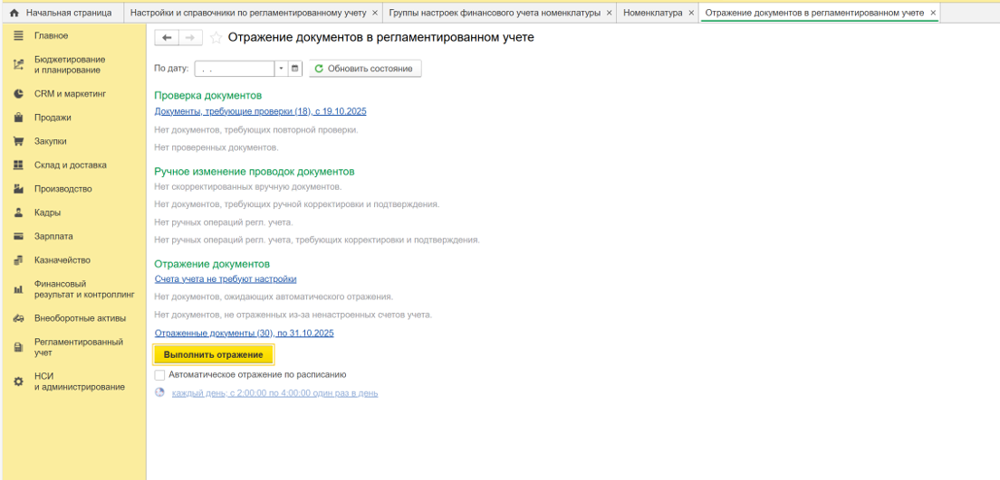 Начальная страница
Настройки и справочники по регламентированному учету ×
Группы настроек финансового учета номенклатуры ×
Номенклатура ×
Отражение документов в регламентированном учете ×
Главное
Бюджетирование
и планирование
CRM и маркетинг
Продажи
Закупки
Склад и доставка
Производство
Кадры
Зарплата
Казначейство
Финансовый
результат и контроллинг
Внеоборотные активы
Регламентированный
учет
НСИ
и администрирование
Отражение документов в регламентированном учете
По дату: . .
Обновить состояние
Проверка документов
Документы, требующие проверки (18), с 19.10.2025
Нет документов, требующих повторной проверки.
Нет проверенных документов.
Ручное изменение проводок документов
Нет скорректированных вручную документов.
Нет документов, требующих ручной корректировки и подтверждения.
Нет ручных операций регл. учета.
Нет ручных операций регл. учета, требующих корректировки и подтверждения.
Отражение документов
Счета учета не требуют настройки
Нет документов, ожидающих автоматического отражения.
Нет документов, не отраженных из-за ненастроенных счетов учета.
Отраженные документы (30), по 31.10.2025
Выполнить отражение
Автоматическое отражение по расписанию
каждый день; с 2:00:00 по 4:00:00 один раз в день